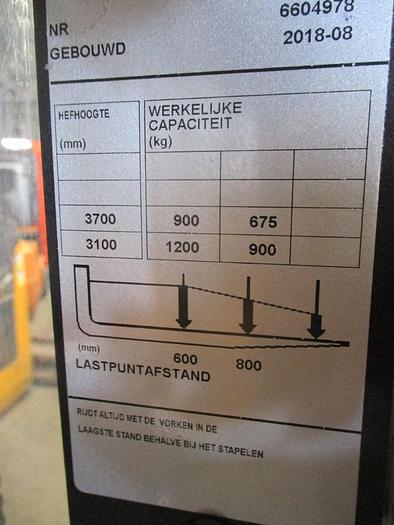 NR 6604978
GEBOUWD 2018-08
HEFHOOGTE
(mm)
WERKELIJKE
CAPACITEIT
(kg)
3700 900 675
3100 1200 900
(mm) 600 800
LASTPUNTAFSTAND
RIJDT ALTIJD MET DE VORKEN IN DE
LAAGSTE STAND BEHALVE BIJ HET STAPELEN